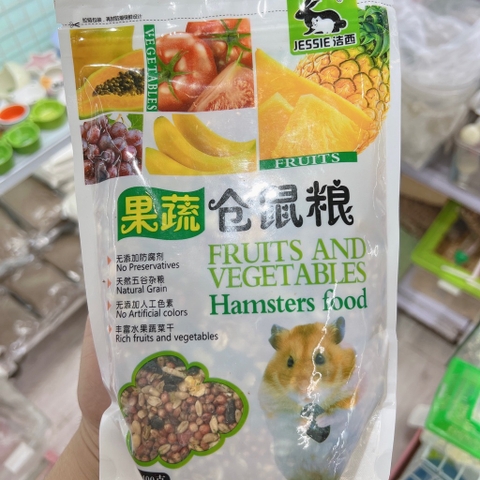 JESSIE 洁西
VEGETABLES
FRUITS
果蔬仓鼠粮
FRUITS AND
VEGETABLES
Hamsters food
无添加防腐剂
No Preservatives
天然五谷杂粮
Natural Grain
无添加人工色素
No Artificial colors
丰富水果蔬菜干
Rich fruits and vegetables